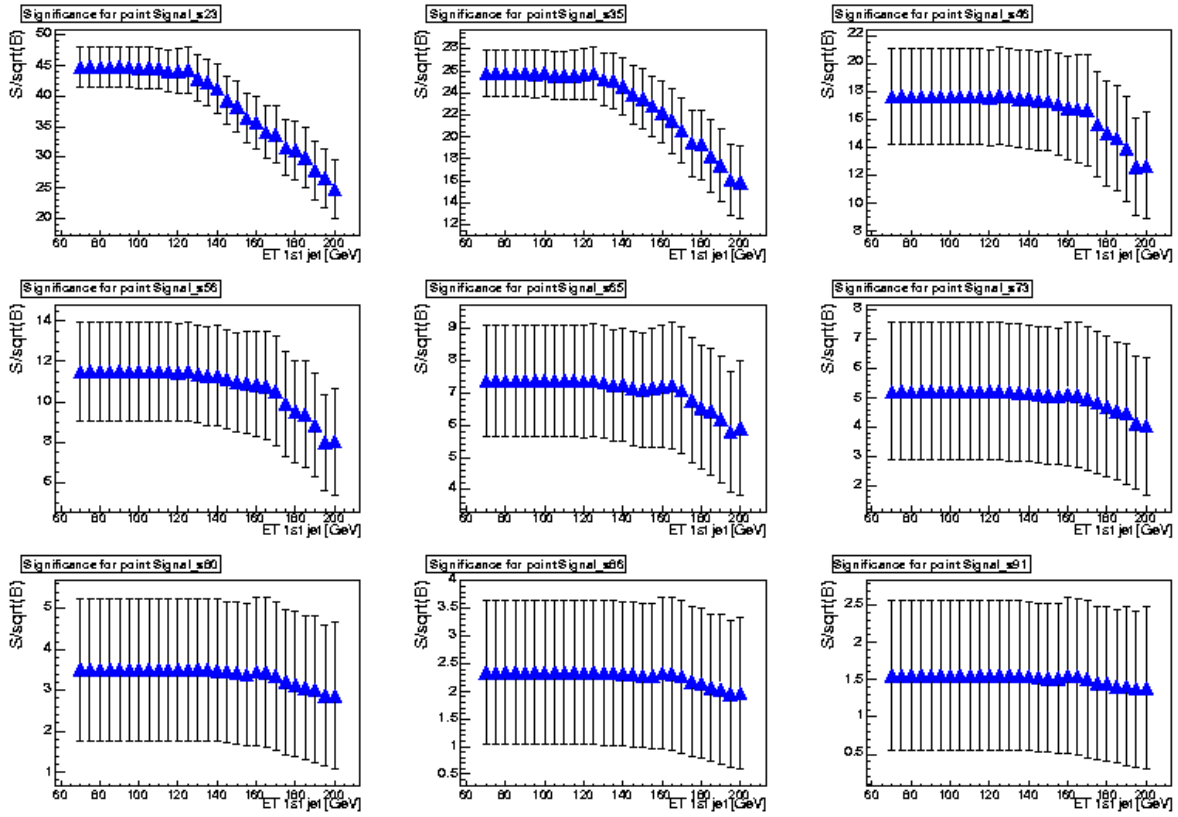 Significance for point Signal_s23
S/sqrt(B)
50
45
40
35
30
25
20
60 80 100 120 140 160 180 200
ET 1st jet [GeV]
Significance for point Signal_s35
S/sqrt(B)
28
26
24
22
20
18
16
14
12
60 80 100 120 140 160 180 200
ET 1st jet [GeV]
Significance for point Signal_s46
S/sqrt(B)
22
20
18
16
14
12
10
8
60 80 100 120 140 160 180 200
ET 1st jet [GeV]
Significance for point Signal_s56
S/sqrt(B)
14
12
10
8
6
60 80 100 120 140 160 180 200
ET 1st jet [GeV]
Significance for point Signal_s65
S/sqrt(B)
9
8
7
6
5
4
60 80 100 120 140 160 180 200
ET 1st jet [GeV]
Significance for point Signal_s73
S/sqrt(B)
8
7
6
5
4
3
2
60 80 100 120 140 160 180 200
ET 1st jet [GeV]
Significance for point Signal_s80
S/sqrt(B)
5
4
3
2
1
60 80 100 120 140 160 180 200
ET 1st jet [GeV]
Significance for point Signal_s86
S/sqrt(B)
4
3.5
3
2.5
2
1.5
1
0.5
60 80 100 120 140 160 180 200
ET 1st jet [GeV]
Significance for point Signal_s91
S/sqrt(B)
2.5
2
1.5
1
0.5
60 80 100 120 140 160 180 200
ET 1st jet [GeV]